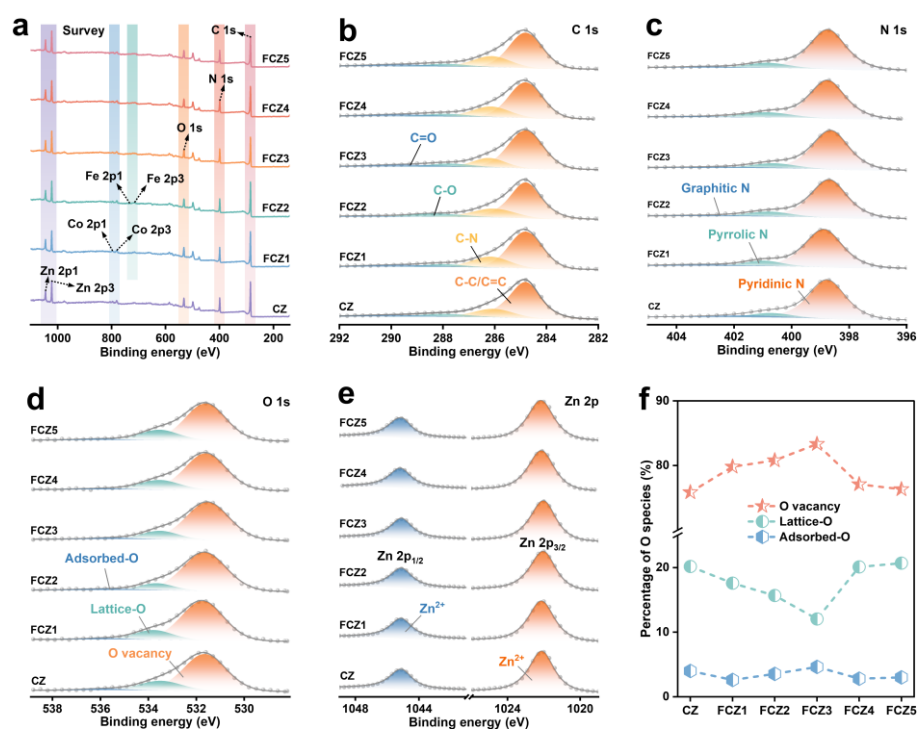 a
Survey
C 1s
FCZ5
N 1s
FCZ4
O 1s
FCZ3
Fe 2p1
Fe 2p3
FCZ2
Co 2p1
Co 2p3
FCZ1
Zn 2p1
Zn 2p3
CZ
1000 800 600 400 200
Binding energy (eV)
b
C 1s
FCZ5
FCZ4
FCZ3
C=O
FCZ2
C-O
FCZ1
C-N
C-C/C=C
CZ
292 290 288 286 284 282
Binding energy (eV)
c
N 1s
FCZ5
FCZ4
FCZ3
FCZ2
Graphitic N
FCZ1
Pyrrolic N
Pyridinic N
CZ
404 402 400 398 396
Binding energy (eV)
d
O 1s
FCZ5
FCZ4
FCZ3
FCZ2
Adsorbed-O
FCZ1
Lattice-O
O vacancy
CZ
538 536 534 532 530
Binding energy (eV)
e
Zn 2p
FCZ5
FCZ4
FCZ3
FCZ2
Zn 2p1/2
Zn 2p3/2
FCZ1
Zn2+
Zn2+
CZ
1048 1044 1024 1020
Binding energy (eV)
f
Percentage of O species (%)
90
80
20
10
0
O vacancy
Lattice-O
Adsorbed-O
CZ FCZ1 FCZ2 FCZ3 FCZ4 FCZ5